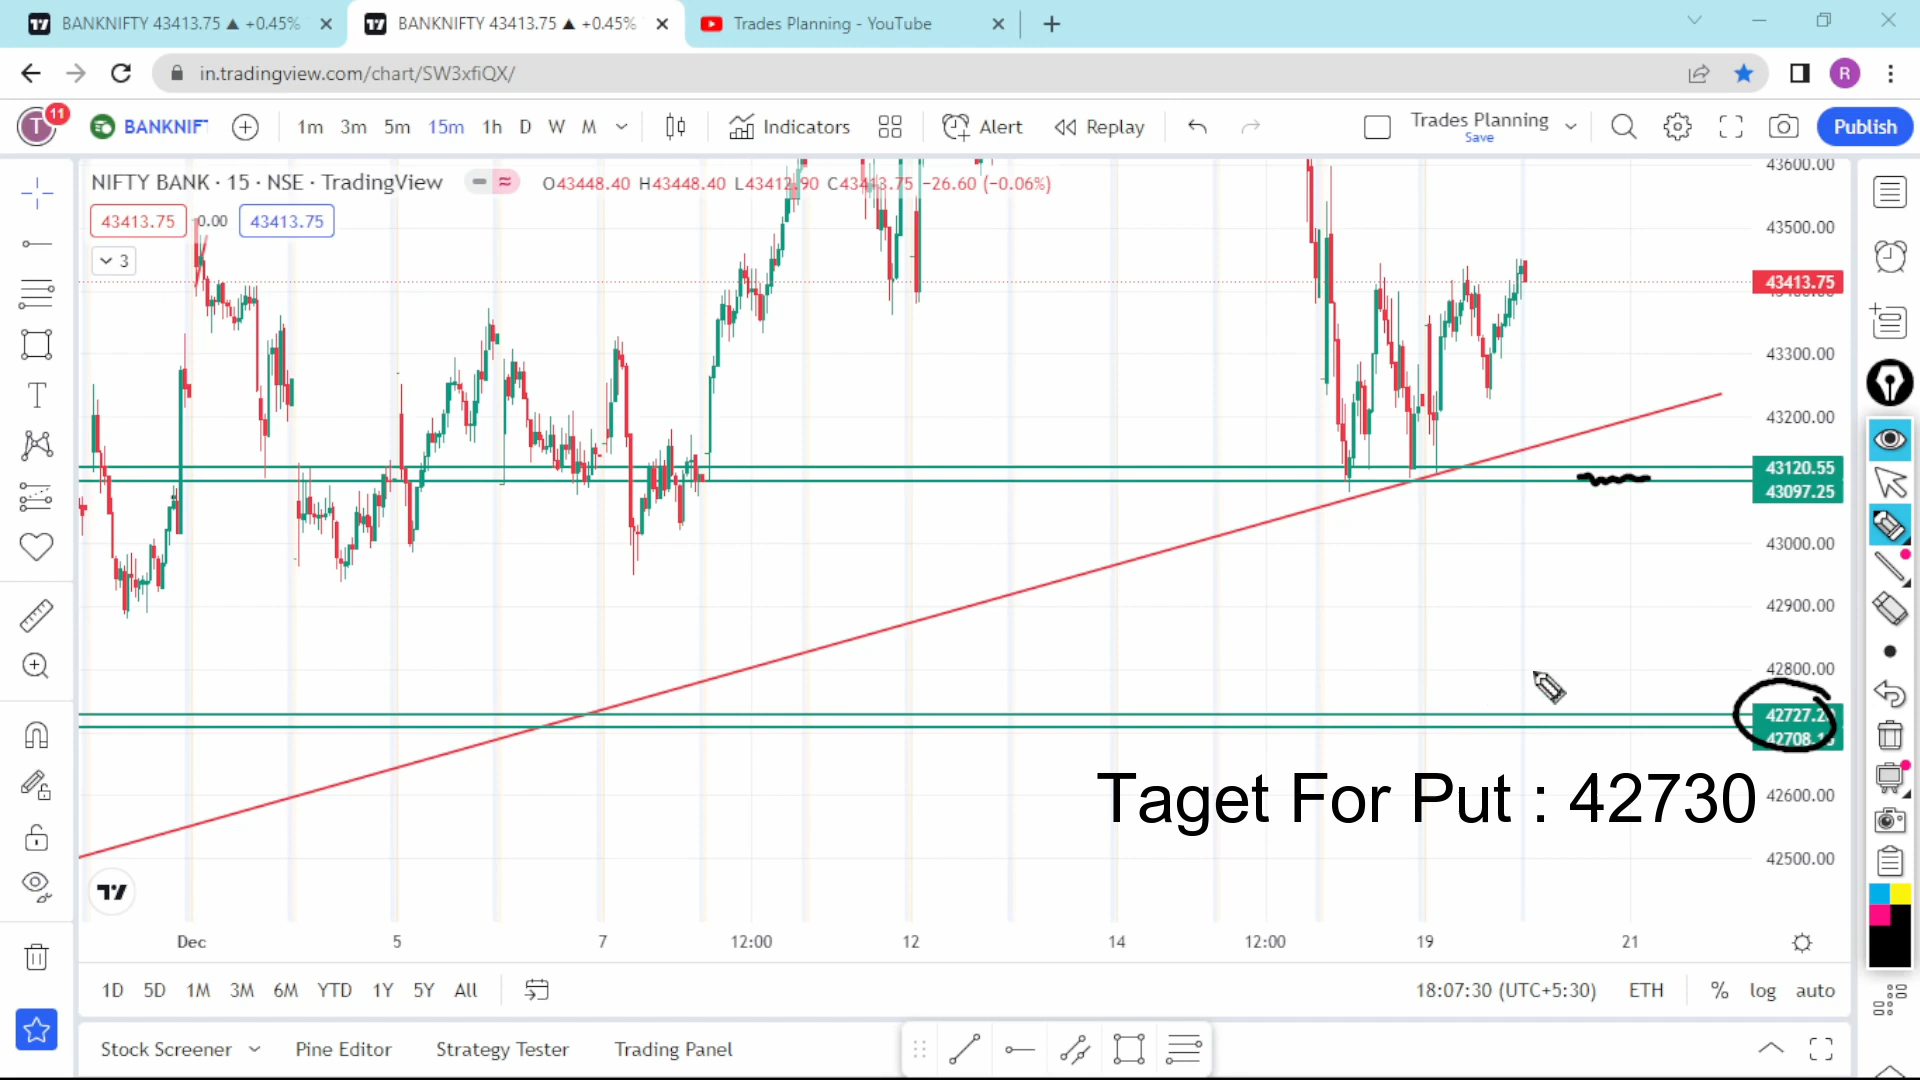 BANKNIFTY 43413.75 ▲ +0.45%
BANKNIFTY 43413.75 ▲ +0.45%
Trades Planning - YouTube
in.tradingview.com/chart/SW3xfiQX/
R
T 11
BANKNIF
1m 3m 5m 15m 1h D W M
Indicators
Alert
Replay
Trades Planning
Save
Publish
NIFTY BANK · 15 · NSE · TradingView
O43448.40 H43448.40 L43412.90 C43413.75 −26.60 (−0.06%)
43413.75 0.00 43413.75
3
43600.00
43500.00
43413.75
43300.00
43200.00
43120.55
43097.25
43000.00
42900.00
42800.00
42727.2
42708.1
Taget For Put : 42730
42600.00
42500.00
Dec 5 7 12:00 12 14 12:00 19 21
1D 5D 1M 3M 6M YTD 1Y 5Y All
18:07:30 (UTC+5:30) ETH % log auto
Stock Screener Pine Editor Strategy Tester Trading Panel